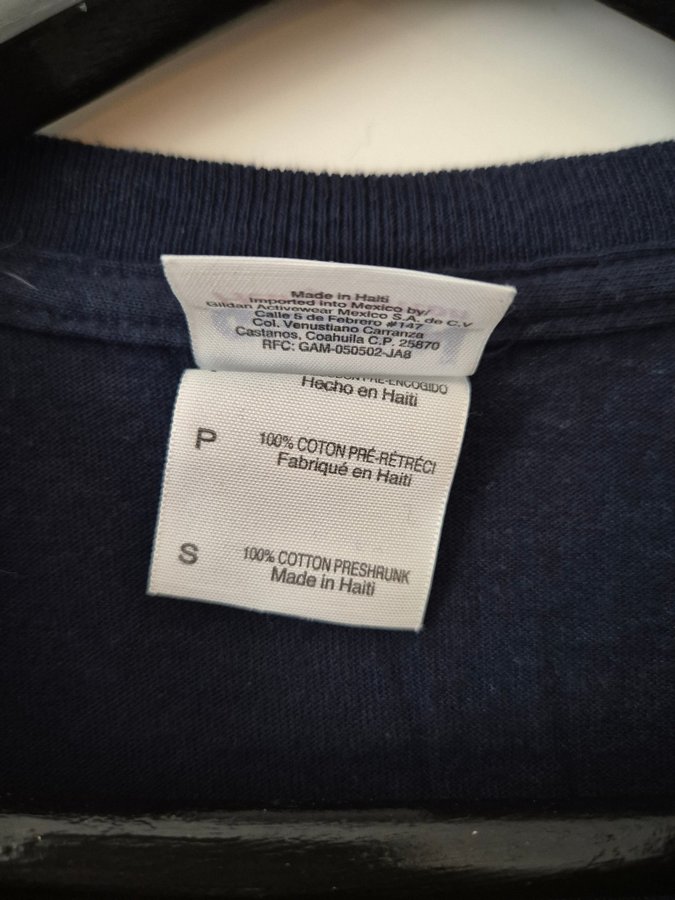 Made in Haiti
Imported into Mexico by/
Gildan Activewear Mexico S.A. de C.V
Calle 5 de Febrero #147
Col. Venustiano Carranza
Castanos, Coahuila C.P. 25870
RFC: GAM-050502-JA8
PRE-ENCOGIDO
Hecho en Haiti
P
100% COTON PRÉ-RÉTRÉCI
Fabriqué en Haiti
S
100% COTTON PRESHRUNK
Made in Haiti